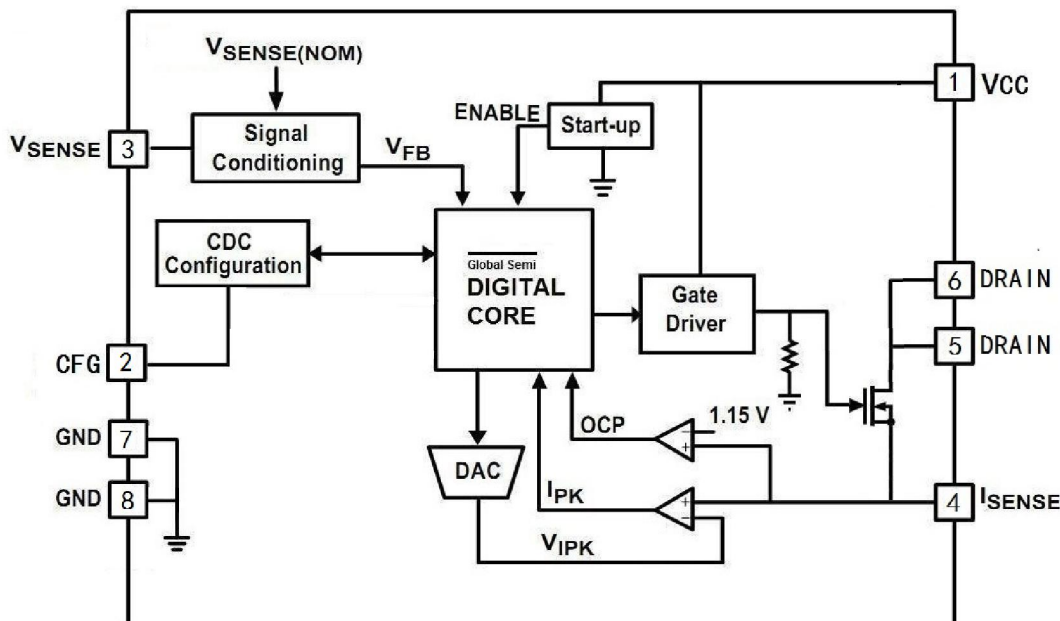 VSENSE(NOM)
1
VCC
ENABLE
Start-up
VSENSE
3
Signal
Conditioning
VFB
CDC
Configuration
Global Semi
DIGITAL
CORE
Gate
Driver
6
DRAIN
5
DRAIN
CFG
2
GND
7
GND
8
OCP
1.15 V
−
+
DAC
IPK
+
−
4
ISENSE
VIPK